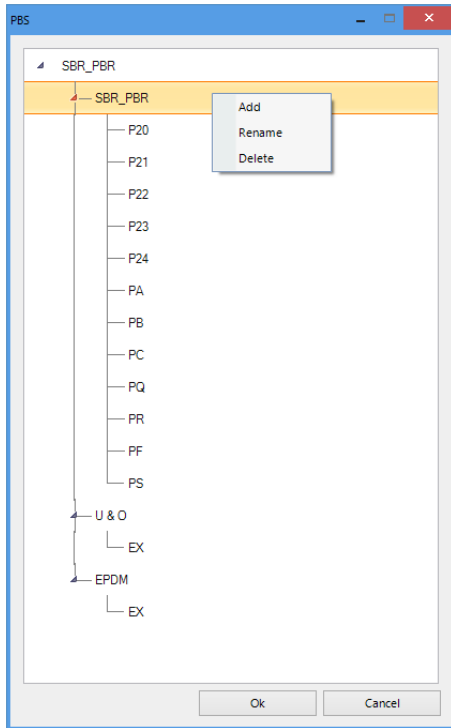 PBS
SBR_PBR
SBR_PBR
Add
P20
Rename
P21
Delete
P22
P23
P24
PA
PB
PC
PQ
PR
PF
PS
U & O
EX
EPDM
EX
Ok
Cancel